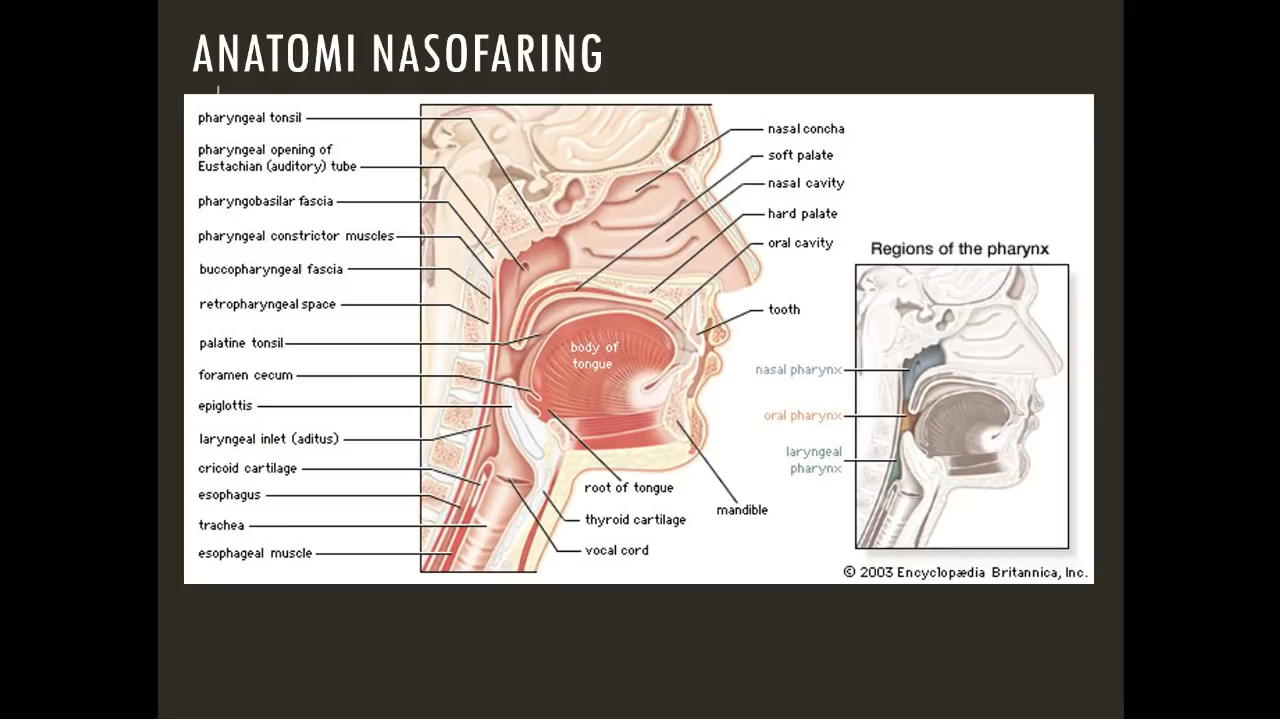 ANATOMI NASOFARING
pharyngeal tonsil
pharyngeal opening of
Eustachian (auditory) tube
pharyngobasilar fascia
pharyngeal constrictor muscles
buccopharyngeal fascia
retropharyngeal space
palatine tonsil
foramen cecum
epiglottis
laryngeal inlet (aditus)
cricoid cartilage
esophagus
trachea
esophageal muscle
body of
tongue
nasal concha
soft palate
nasal cavity
hard palate
oral cavity
tooth
root of tongue
thyroid cartilage
vocal cord
mandible
Regions of the pharynx
nasal pharynx
oral pharynx
laryngeal
pharynx
© 2003 Encyclopædia Britannica, Inc.